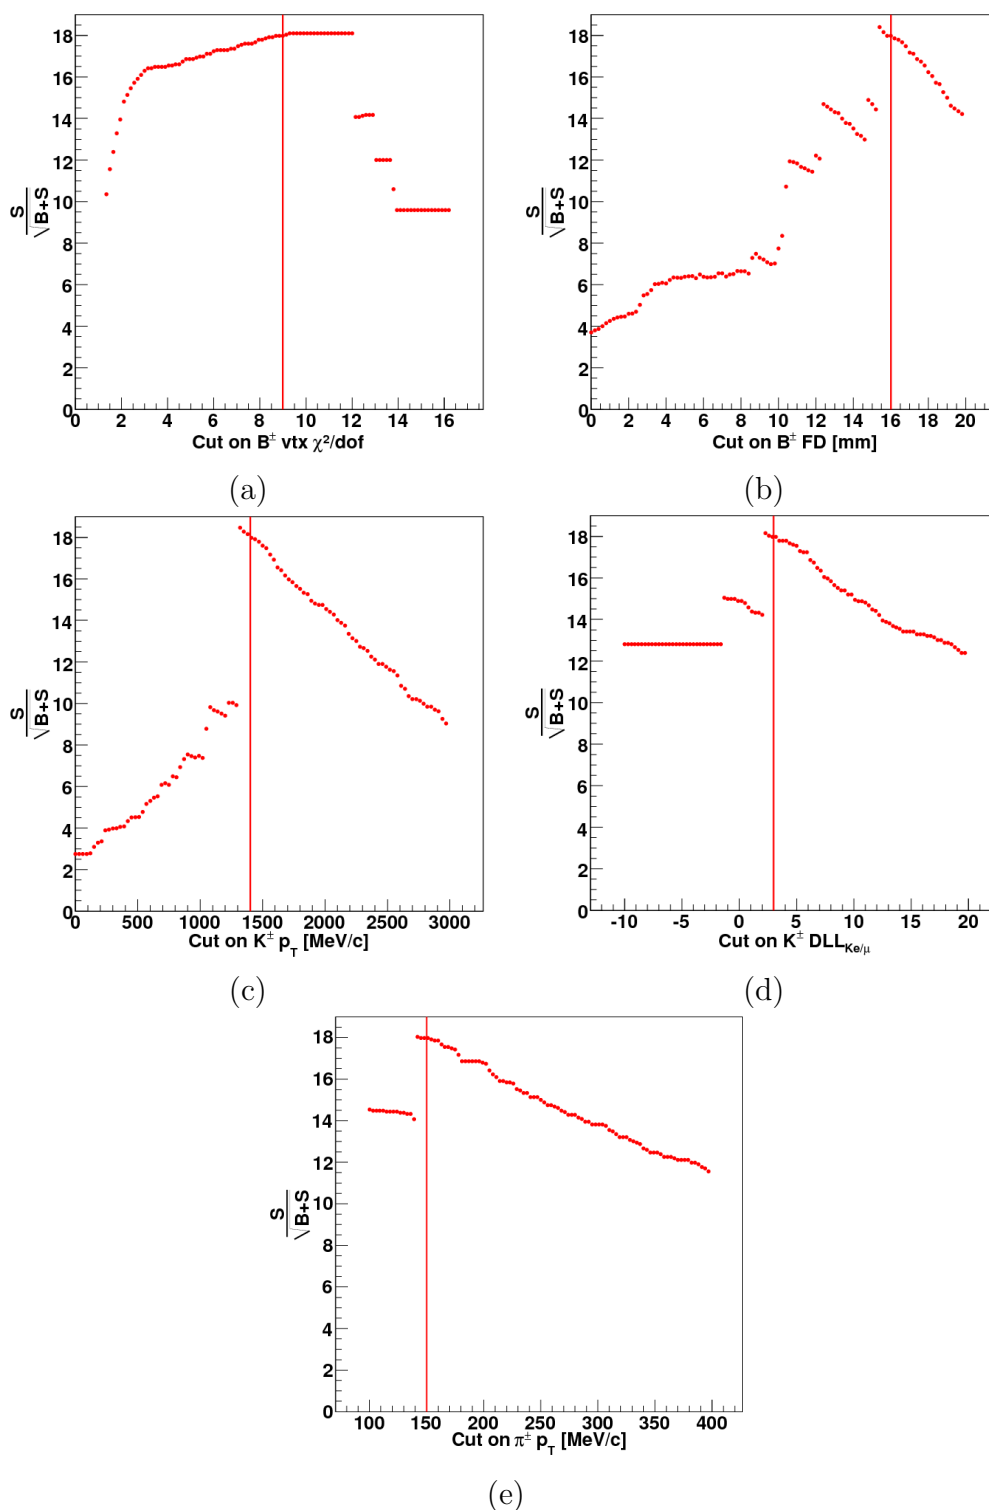 18
16
14
12
10
8
6
4
2
0
S
√B+S
0 2 4 6 8 10 12 14 16
Cut on B± vtx χ²/dof
(a)
18
16
14
12
10
8
6
4
2
0
S
√B+S
0 2 4 6 8 10 12 14 16 18 20
Cut on B± FD [mm]
(b)
18
16
14
12
10
8
6
4
2
0
S
√B+S
0 500 1000 1500 2000 2500 3000
Cut on K± p_T [MeV/c]
(c)
18
16
14
12
10
8
6
4
2
0
S
√B+S
-10 -5 0 5 10 15 20
Cut on K± DLL_Ke/μ
(d)
18
16
14
12
10
8
6
4
2
0
S
√B+S
100 150 200 250 300 350 400
Cut on π± p_T [MeV/c]
(e)